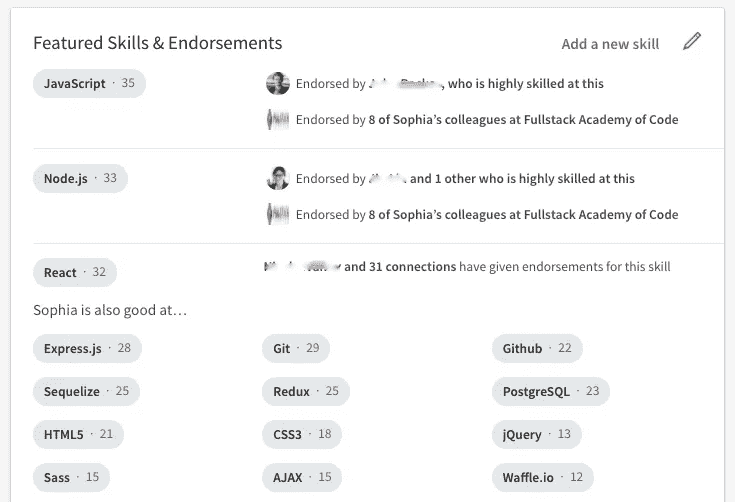 Featured Skills & Endorsements
Add a new skill
JavaScript · 35
Endorsed by , who is highly skilled at this
Endorsed by 8 of Sophia’s colleagues at Fullstack Academy of Code
Node.js · 33
Endorsed by and 1 other who is highly skilled at this
Endorsed by 8 of Sophia’s colleagues at Fullstack Academy of Code
React · 32
and 31 connections have given endorsements for this skill
Sophia is also good at…
Express.js · 28
Git · 29
Github · 22
Sequelize · 25
Redux · 25
PostgreSQL · 23
HTML5 · 21
CSS3 · 18
jQuery · 13
Sass · 15
AJAX · 15
Waffle.io · 12